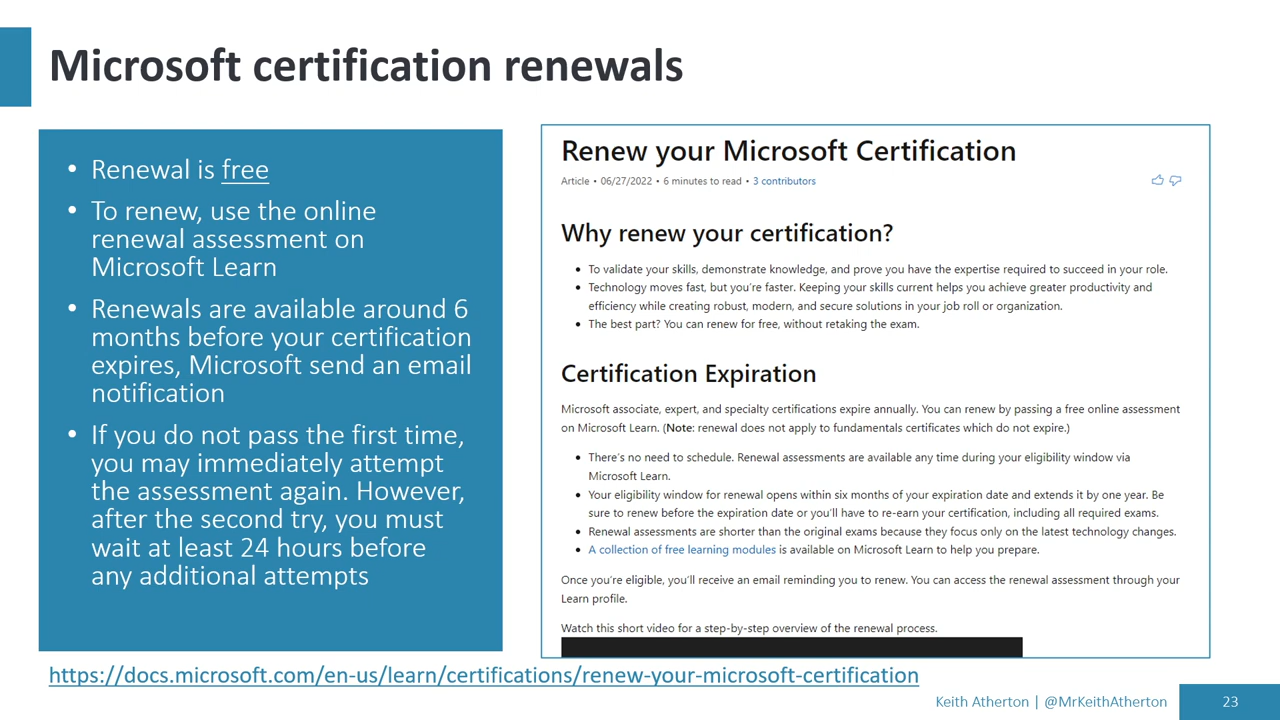 Microsoft certification renewals
• Renewal is free
• To renew, use the online
renewal assessment on
Microsoft Learn
• Renewals are available around 6
months before your certification
expires, Microsoft send an email
notification
• If you do not pass the first time,
you may immediately attempt
the assessment again. However,
after the second try, you must
wait at least 24 hours before
any additional attempts
Renew your Microsoft Certification
Article • 06/27/2022 • 6 minutes to read • 3 contributors
Why renew your certification?
• To validate your skills, demonstrate knowledge, and prove you have the expertise required to succeed in your role.
• Technology moves fast, but you're faster. Keeping your skills current helps you achieve greater productivity and
efficiency while creating robust, modern, and secure solutions in your job roll or organization.
• The best part? You can renew for free, without retaking the exam.
Certification Expiration
Microsoft associate, expert, and specialty certifications expire annually. You can renew by passing a free online assessment
on Microsoft Learn. (Note: renewal does not apply to fundamentals certificates which do not expire.)
• There's no need to schedule. Renewal assessments are available any time during your eligibility window via
Microsoft Learn.
• Your eligibility window for renewal opens within six months of your expiration date and extends it by one year. Be
sure to renew before the expiration date or you'll have to re-earn your certification, including all required exams.
• Renewal assessments are shorter than the original exams because they focus only on the latest technology changes.
• A collection of free learning modules is available on Microsoft Learn to help you prepare.
Once you're eligible, you'll receive an email reminding you to renew. You can access the renewal assessment through your
Learn profile.
Watch this short video for a step-by-step overview of the renewal process.
https://docs.microsoft.com/en-us/learn/certifications/renew-your-microsoft-certification
Keith Atherton | @MrKeithAtherton
23